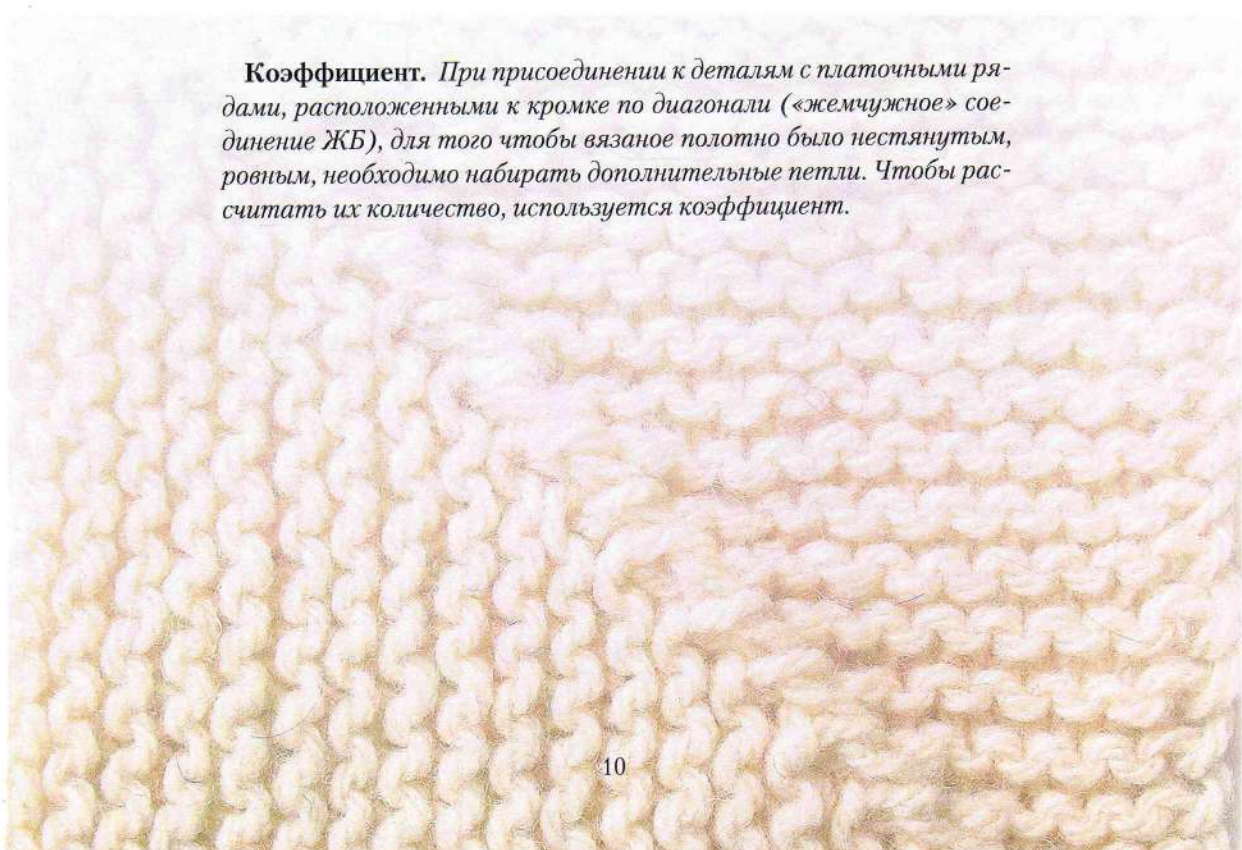 Коэффициент. При присоединении к деталям с платочными ря-
дами, расположенными к кромке по диагонали («жемчужное» сое-
динение ЖБ), для того чтобы вязаное полотно было нестянутым,
ровным, необходимо набирать дополнительные петли. Чтобы рас-
считать их количество, используется коэффициент.
10